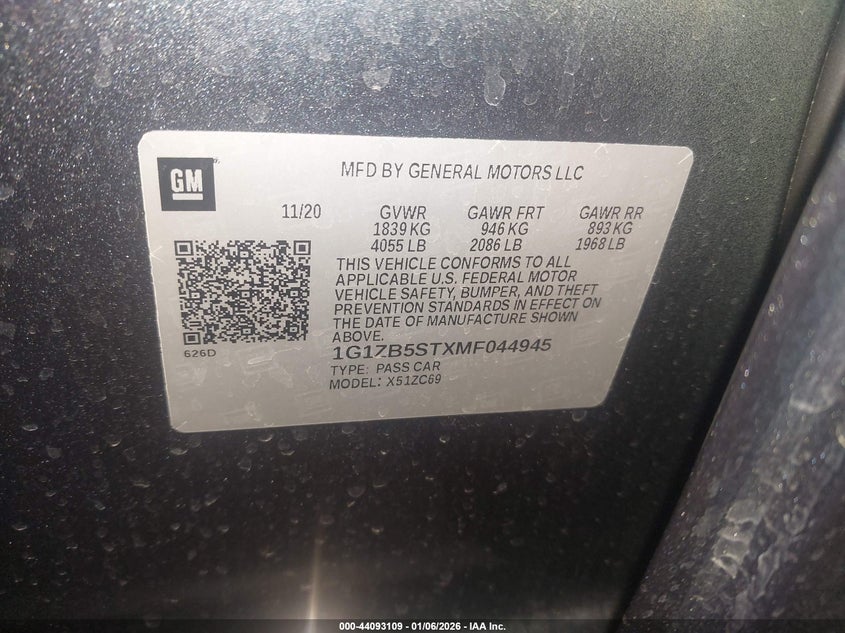 GM
MFD BY GENERAL MOTORS LLC
11/20 GVWR GAWR FRT GAWR RR
1839 KG 946 KG 893 KG
4055 LB 2086 LB 1968 LB
THIS VEHICLE CONFORMS TO ALL
APPLICABLE U.S. FEDERAL MOTOR
VEHICLE SAFETY, BUMPER, AND THEFT
PREVENTION STANDARDS IN EFFECT ON
THE DATE OF MANUFACTURE SHOWN
ABOVE.
626D
1G1ZB5STXMF044945
TYPE: PASS CAR
MODEL: X51ZC69
000-44093109 - 01/06/2026 - IAA Inc.